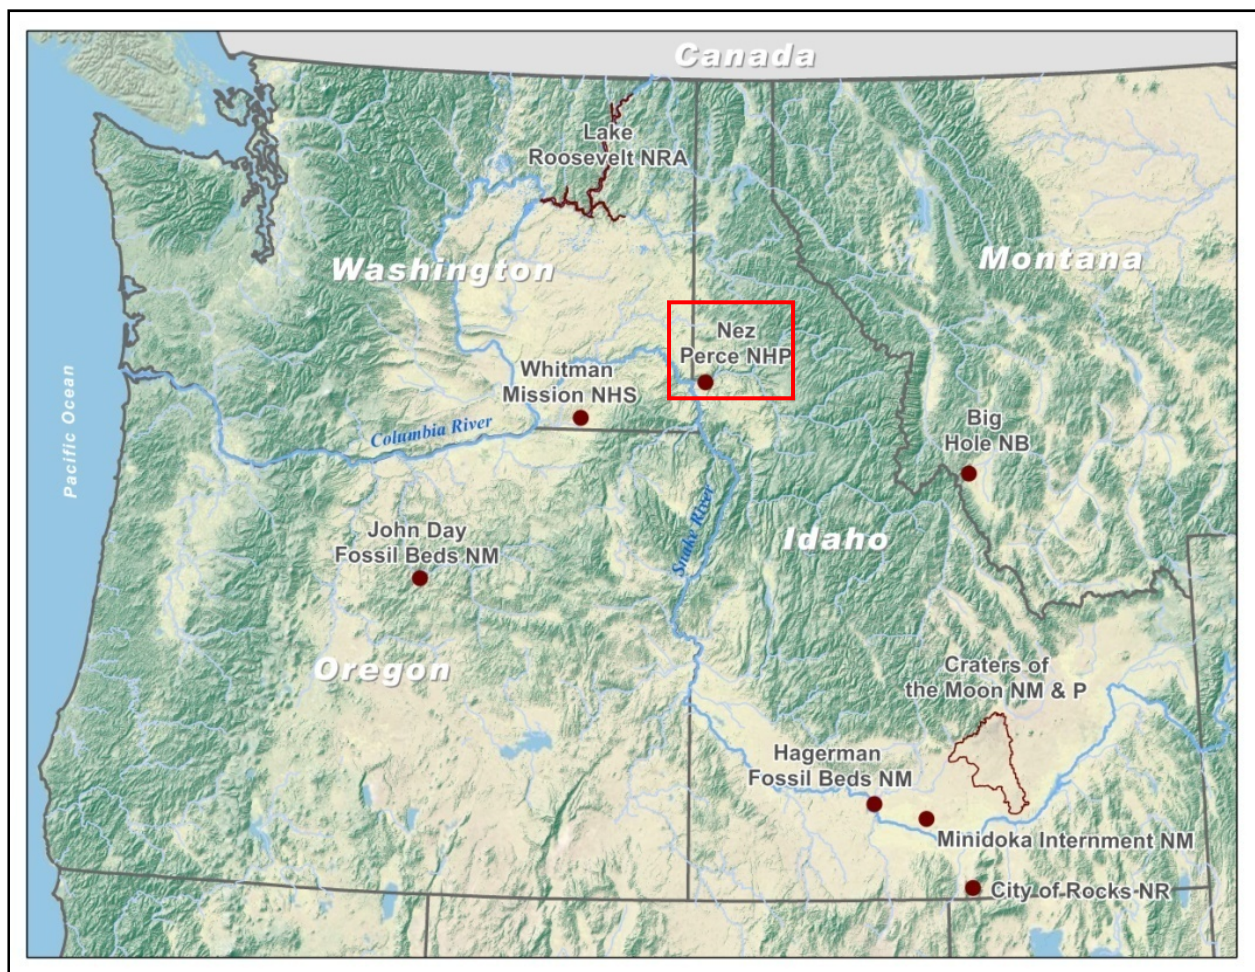 Canada
Lake
Roosevelt NRA
Washington
Montana
Nez
Perce NHP
Whitman
Mission NHS
Pacific Ocean
Columbia River
Big
Hole NB
Snake River
Idaho
John Day
Fossil Beds NM
Oregon
Craters of
the Moon NM & P
Hagerman
Fossil Beds NM
Minidoka Internment NM
City of Rocks NR